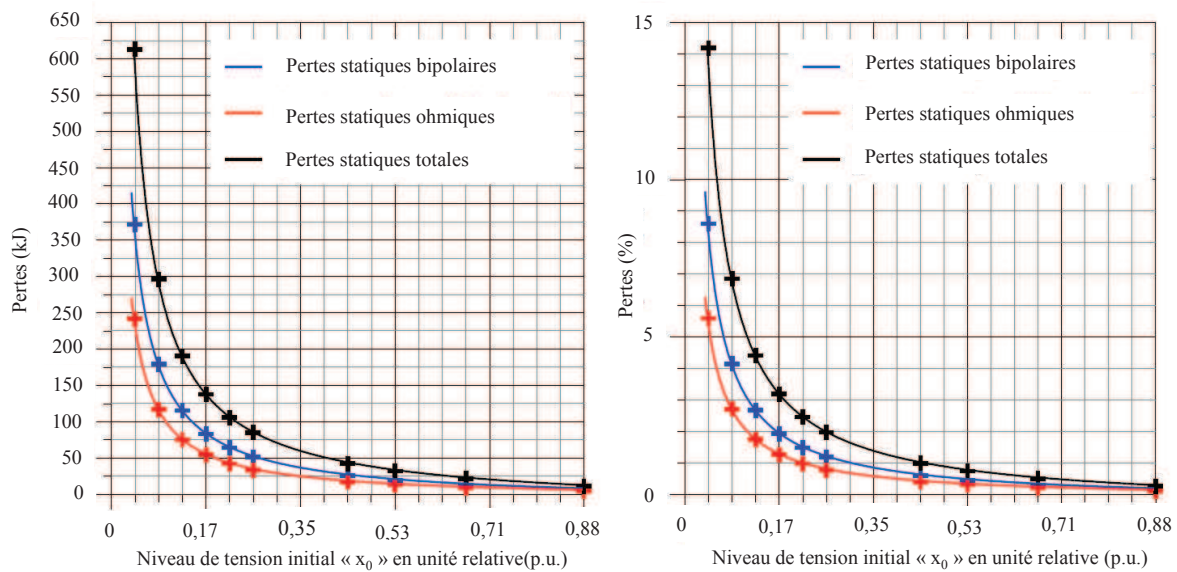 650
600
550
500
450
400
350
300
250
200
150
100
50
0
Pertes (kJ)
Pertes statiques bipolaires
Pertes statiques ohmiques
Pertes statiques totales
0 0,17 0,35 0,53 0,71 0,88
Niveau de tension initial « x₀ » en unité relative(p.u.)
15
10
5
0
Pertes (%)
Pertes statiques bipolaires
Pertes statiques ohmiques
Pertes statiques totales
0 0,17 0,35 0,53 0,71 0,88
Niveau de tension initial « x₀ » en unité relative (p.u.)